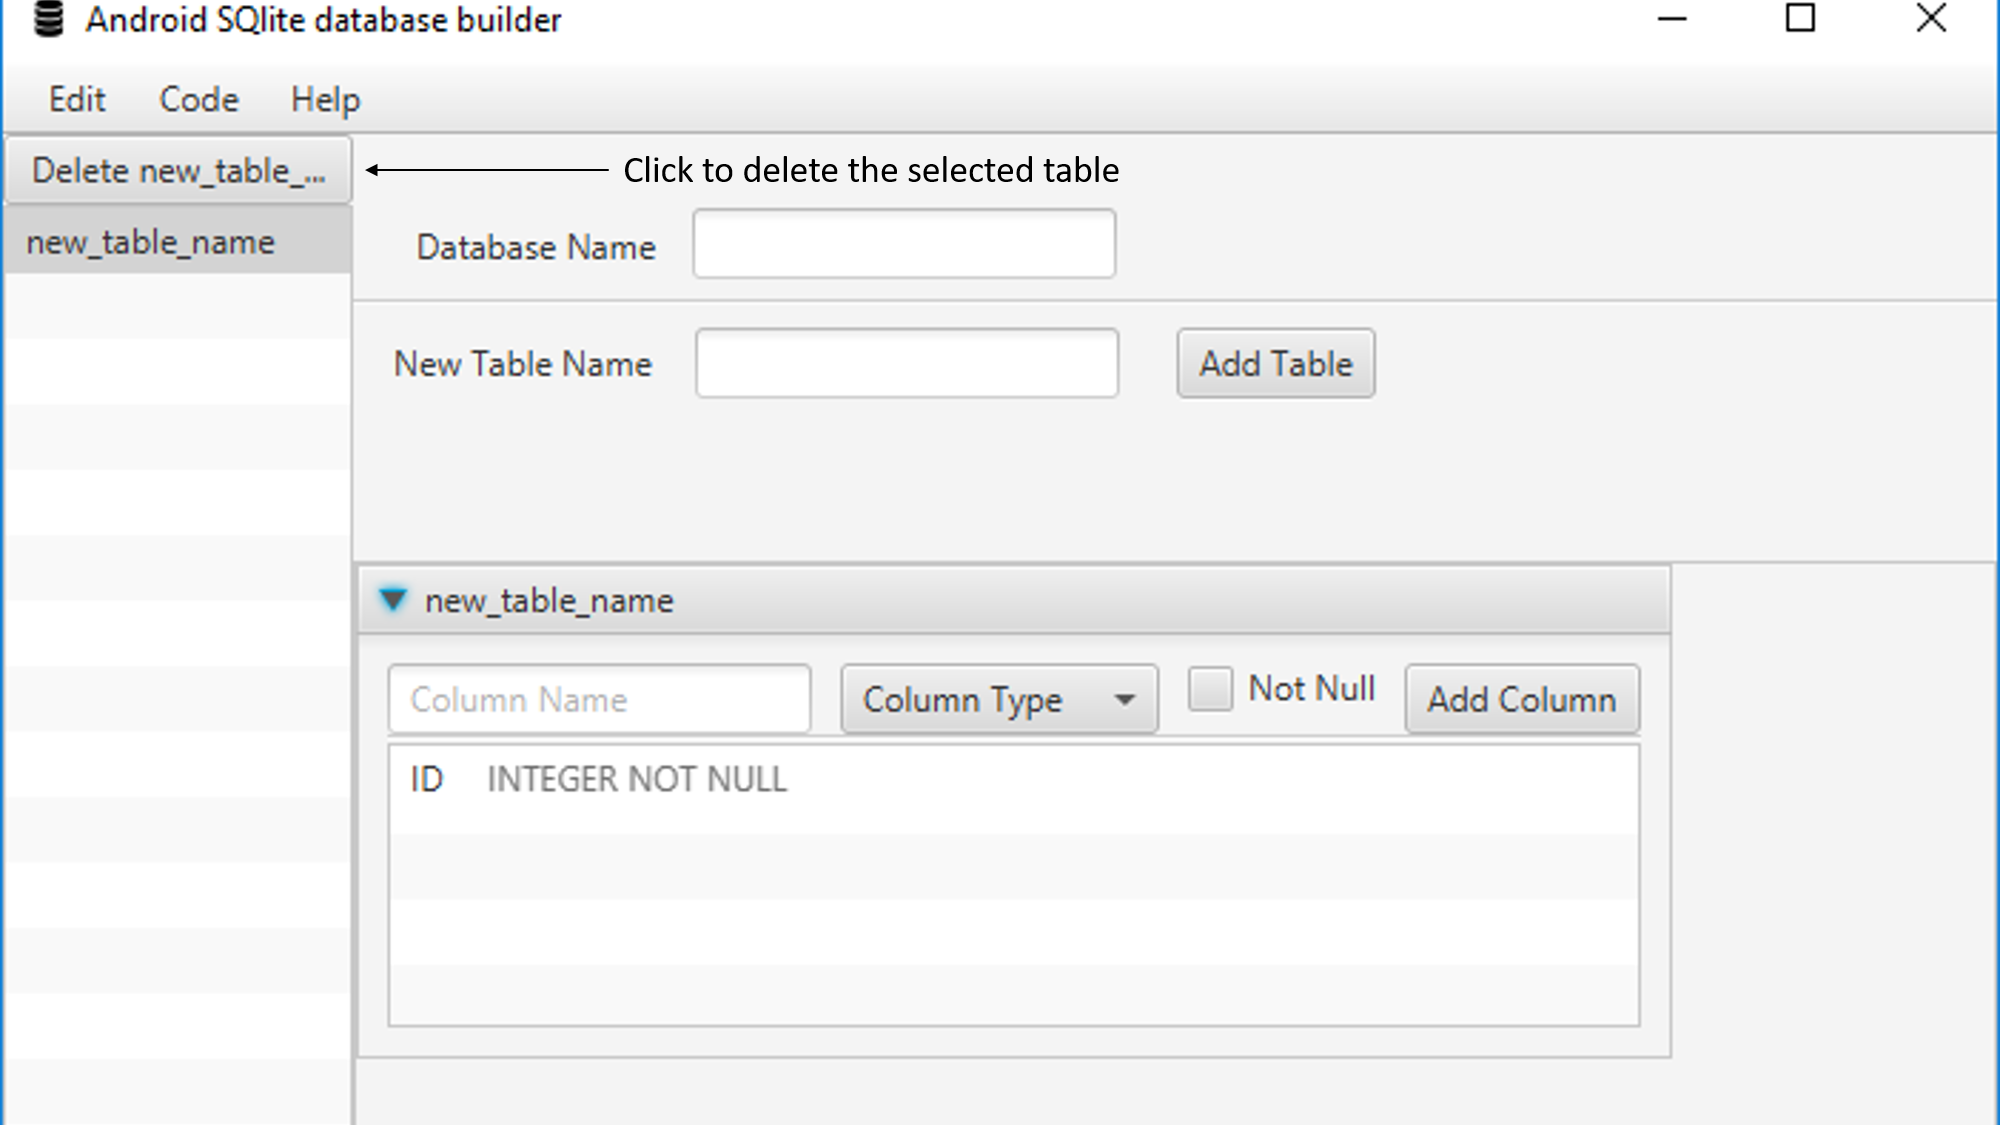 Android SQlite database builder
Edit Code Help
Delete new_table_...
Click to delete the selected table
new_table_name
Database Name
New Table Name
Add Table
new_table_name
Column Name
Column Type
Not Null
Add Column
ID INTEGER NOT NULL